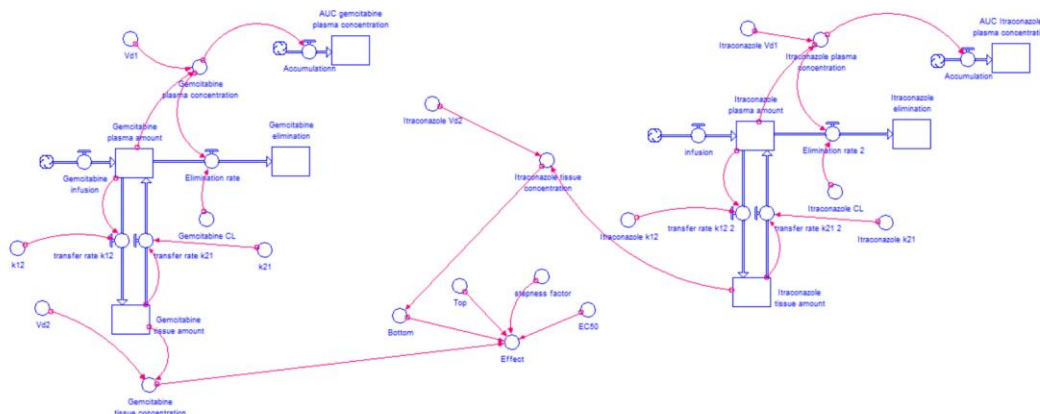 AUC gemcitabine
plasma concentration
Vd1
Accumulationn
Gemcitabine
plasma concentration
Gemcitabine
plasma amount
Gemcitabine
elimination
Gemcitabine
infusion
Elimination rate
Gemcitabine CL
k12
transfer rate k12
transfer rate k21
k21
Gemcitabine
tissue amount
Vd2
Gemcitabine
tissue concentration
Itraconazole Vd2
Itraconazole tissue
concentration
stepness factor
Top
Bottom
EC50
Effect
Itraconazole Vd1
AUC Itraconazole
plasma concentration
Itraconazole plasma
concentration
Accumulation
Itraconazole
plasma amount
Itraconazole
elimination
infusion
Elimination rate 2
Itraconazole CL
Itraconazole k12
transfer rate k12 2
transfer rate k21 2
Itraconazole k21
Itraconazole
tissue amount